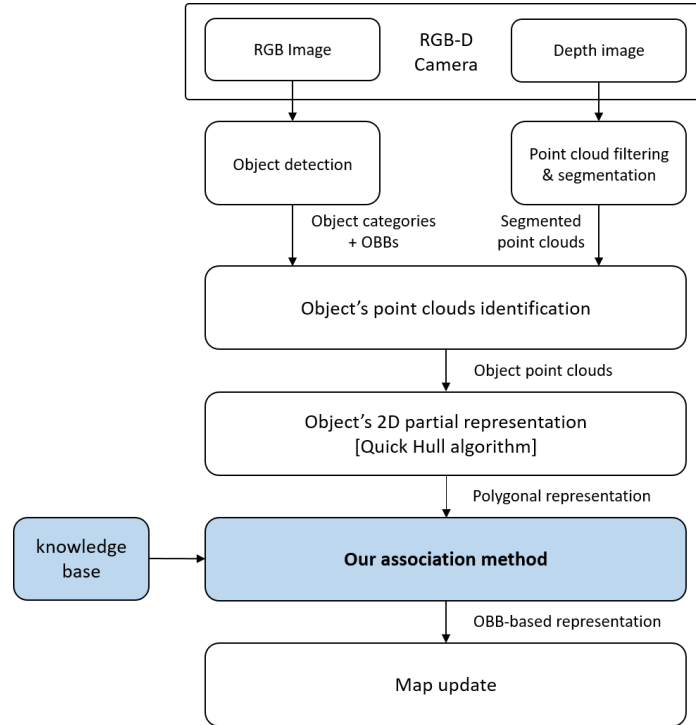 RGB Image
RGB-D
Camera
Depth image
Object detection
Point cloud filtering
& segmentation
Object categories
+ OBBs
Segmented
point clouds
Object’s point clouds identification
Object point clouds
Object’s 2D partial representation
[Quick Hull algorithm]
Polygonal representation
knowledge
base
Our association method
OBB-based representation
Map update